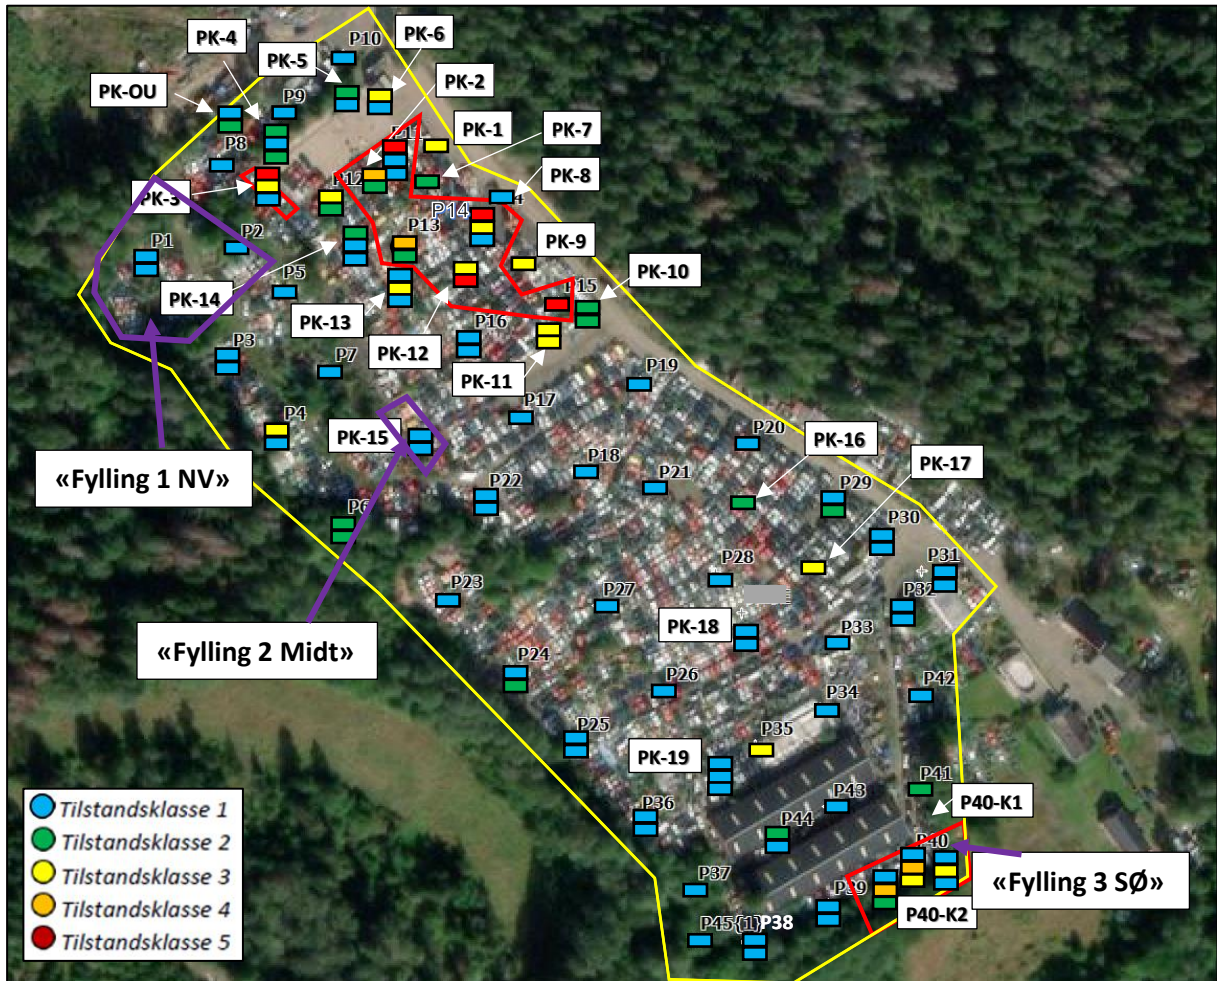 P10
PK-6
PK-4
PK-5
PK-2
PK-OU
P9
PK-1
PK-7
P11
P8
PK-8
PK-3
P12
P14
P13
PK-9
P1
P2
PK-10
P5
PK-14
P15
PK-13
P16
PK-12
P3
P7
PK-11
P19
P4
PK-15
P17
P20
PK-16
PK-17
«Fylling 1 NV»
P18
P21
P22
P29
P6
P30
P31
P28
P23
P27
P32
«Fylling 2 Midt»
PK-18
P33
P24
P26
P42
P34
P25
P35
PK-19
P41
P40-K1
P36
P43
P44
P40
«Fylling 3 SØ»
P37
P39
P40-K2
P45(1)
P38
Tilstandsklasse 1
Tilstandsklasse 2
Tilstandsklasse 3
Tilstandsklasse 4
Tilstandsklasse 5